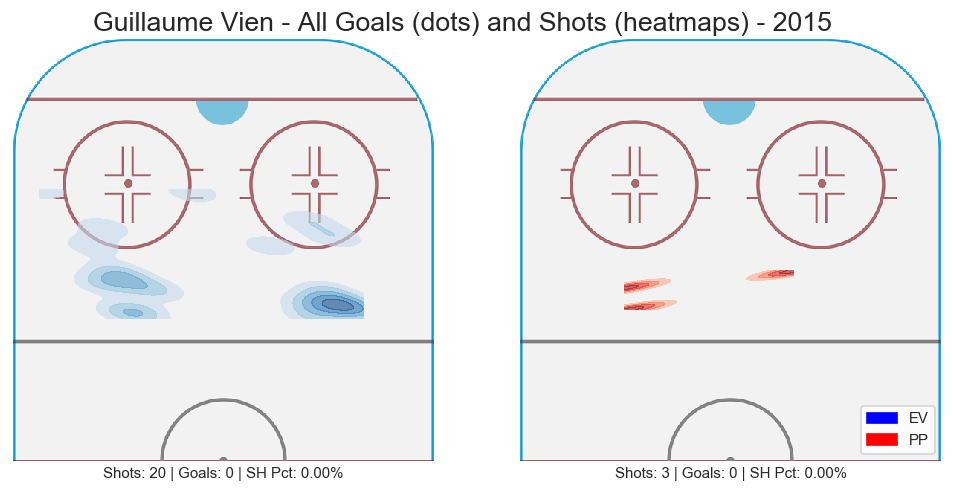 Guillaume Vien - All Goals (dots) and Shots (heatmaps) - 2015
EV
PP
Shots: 20 | Goals: 0 | SH Pct: 0.00%
Shots: 3 | Goals: 0 | SH Pct: 0.00%